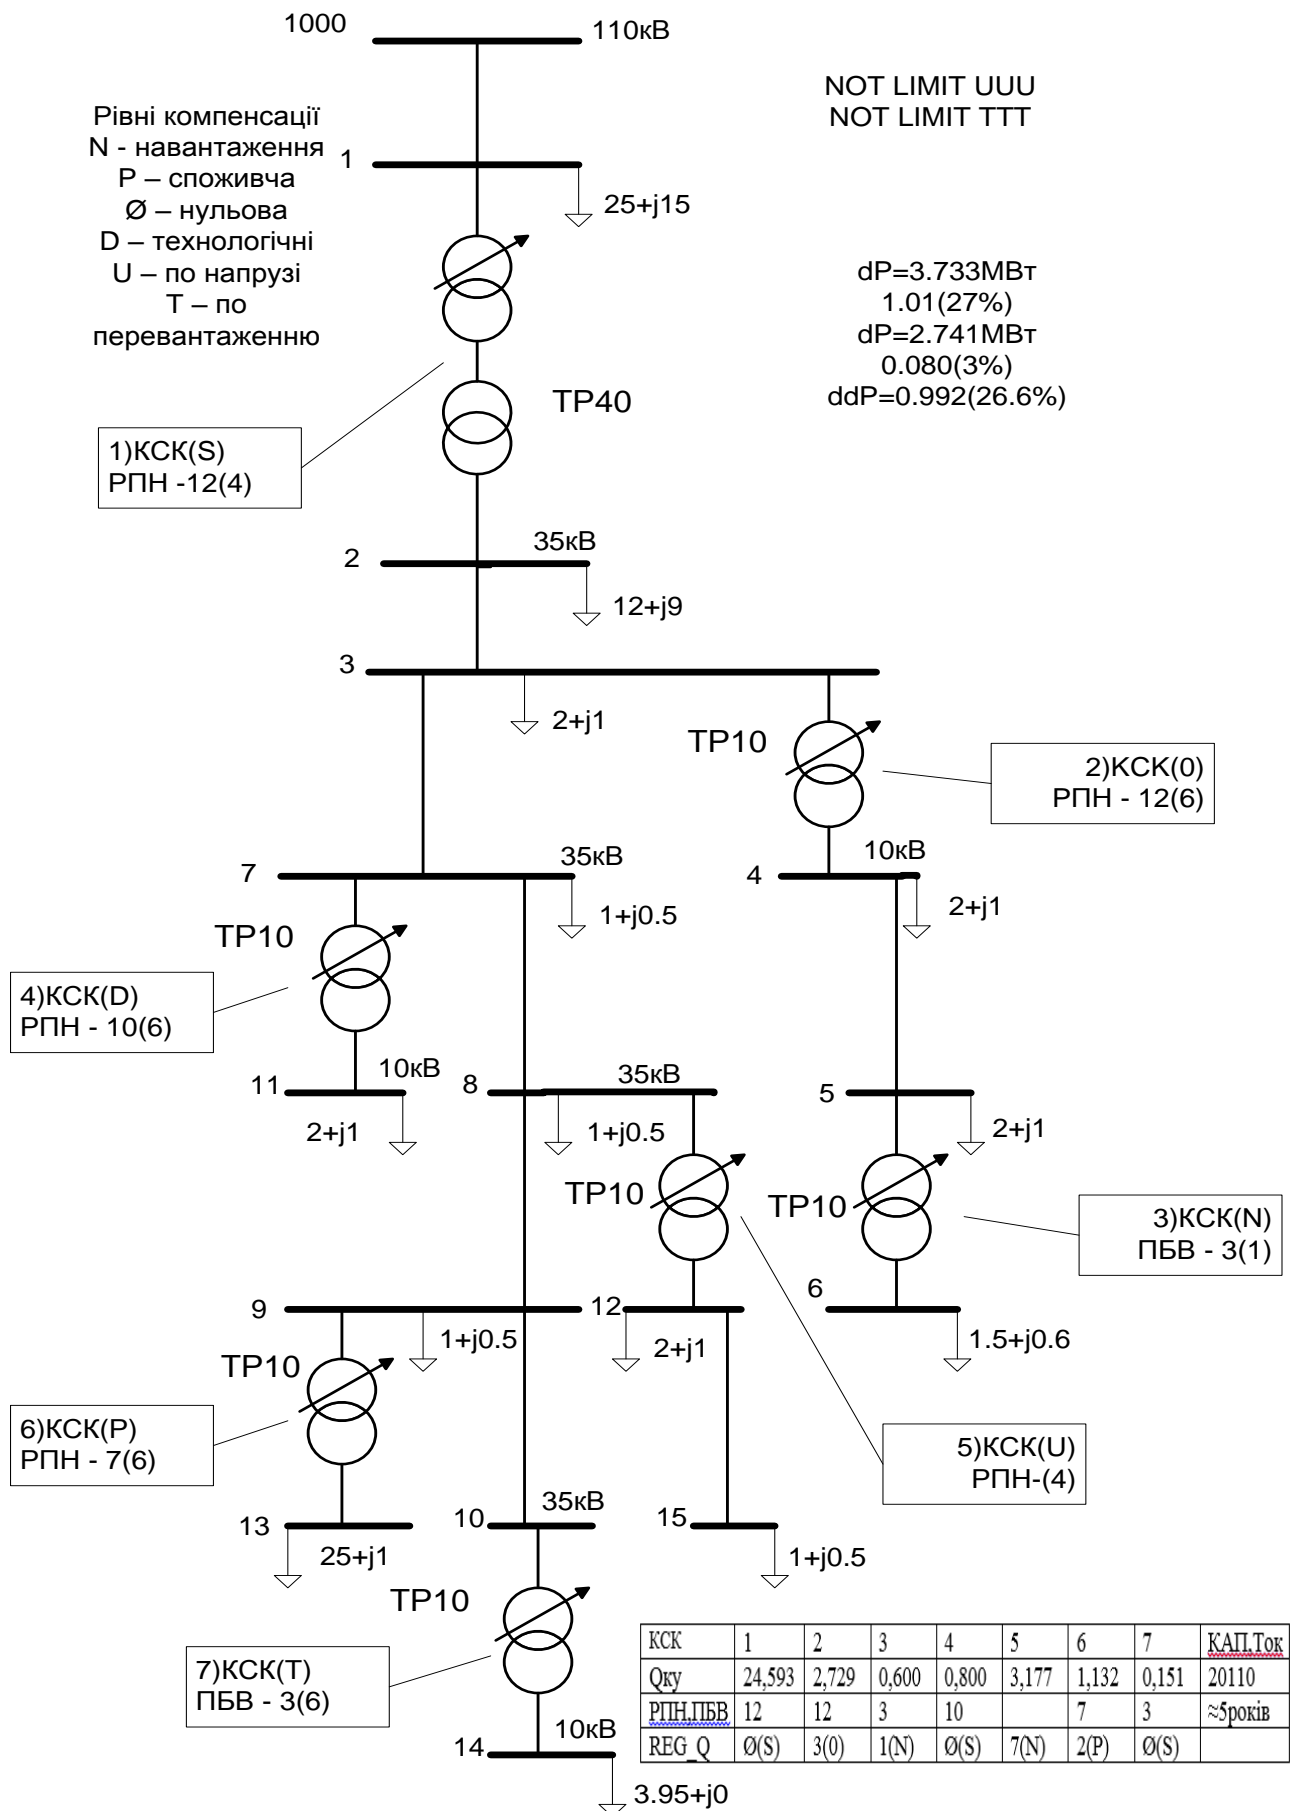 1000
110кВ
NOT LIMIT UUU
NOT LIMIT TTT
Рівні компенсації
N - навантаження
P – споживча
Ø – нульова
D – технологічні
U – по напрузі
T – по
перевантаженню
1
25+j15
dP=3.733МВт
1.01(27%)
dP=2.741МВт
0.080(3%)
ddP=0.992(26.6%)
ТР40
1)КСК(S)
РПН -12(4)
2
35кВ
12+j9
3
2+j1
ТР10
2)КСК(0)
РПН - 12(6)
7
35кВ
1+j0.5
4
10кВ
2+j1
ТР10
4)КСК(D)
РПН - 10(6)
11
10кВ
2+j1
8
35кВ
1+j0.5
5
2+j1
ТР10
ТР10
3)КСК(N)
ПБВ - 3(1)
9
1+j0.5
12
2+j1
6
1.5+j0.6
ТР10
6)КСК(P)
РПН - 7(6)
5)КСК(U)
РПН-(4)
13
25+j1
10
35кВ
15
1+j0.5
ТР10
7)КСК(T)
ПБВ - 3(6)
14
10кВ
3.95+j0
КСК 1 2 3 4 5 6 7 КАП,Ток
Qку 24,593 2,729 0,600 0,800 3,177 1,132 0,151 20110
РПН,ПБВ 12 12 3 10 7 3 ≈5років
REG_Q Ø(S) 3(0) 1(N) Ø(S) 7(N) 2(P) Ø(S)